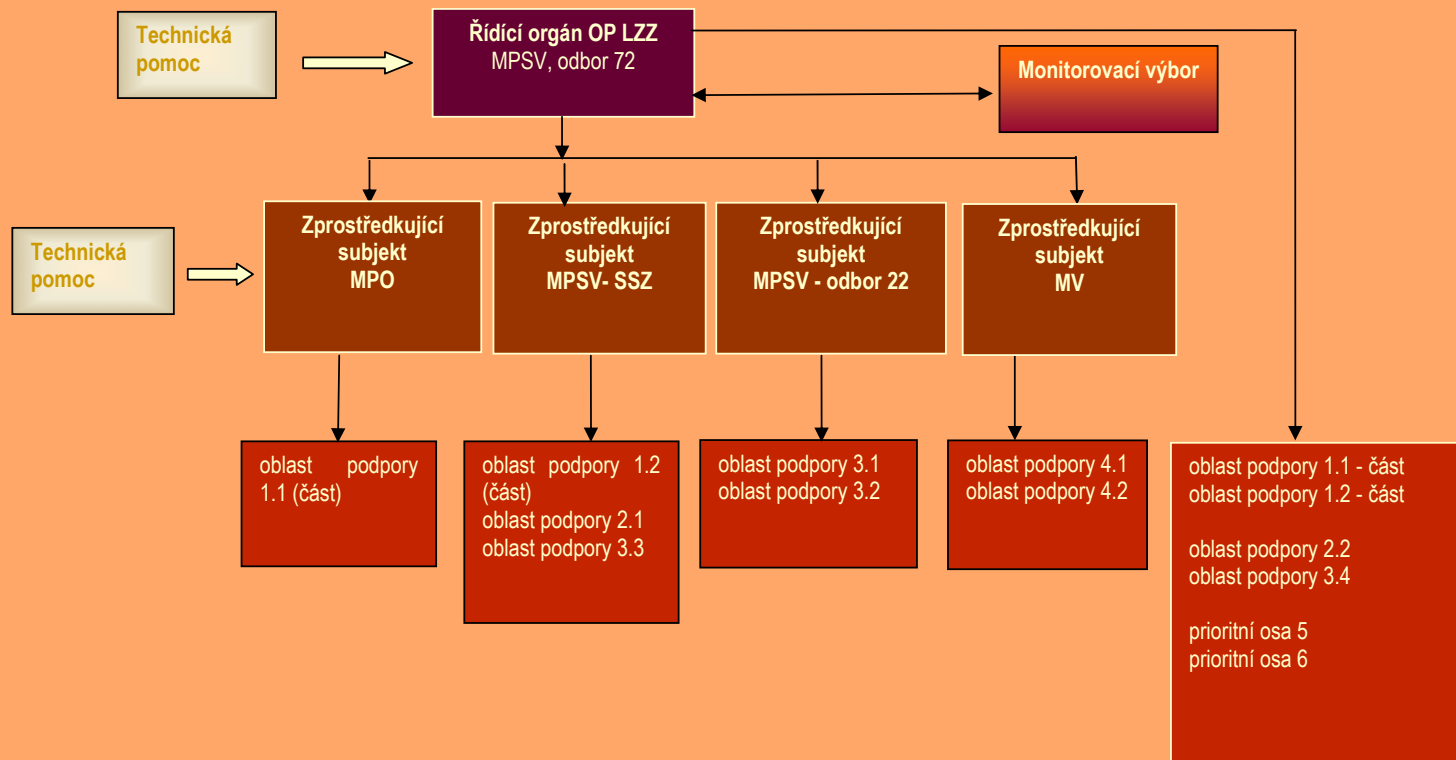 Technická
pomoc
Řídící orgán OP LZZ
MPSV, odbor 72
Monitorovací výbor
Technická
pomoc
Zprostředkující
subjekt
MPO
Zprostředkující
subjekt
MPSV- SSZ
Zprostředkující
subjekt
MPSV - odbor 22
Zprostředkující
subjekt
MV
oblast podpory
1.1 (část)
oblast podpory 1.2
(část)
oblast podpory 2.1
oblast podpory 3.3
oblast podpory 3.1
oblast podpory 3.2
oblast podpory 4.1
oblast podpory 4.2
oblast podpory 1.1 - část
oblast podpory 1.2 - část
oblast podpory 2.2
oblast podpory 3.4
prioritní osa 5
prioritní osa 6